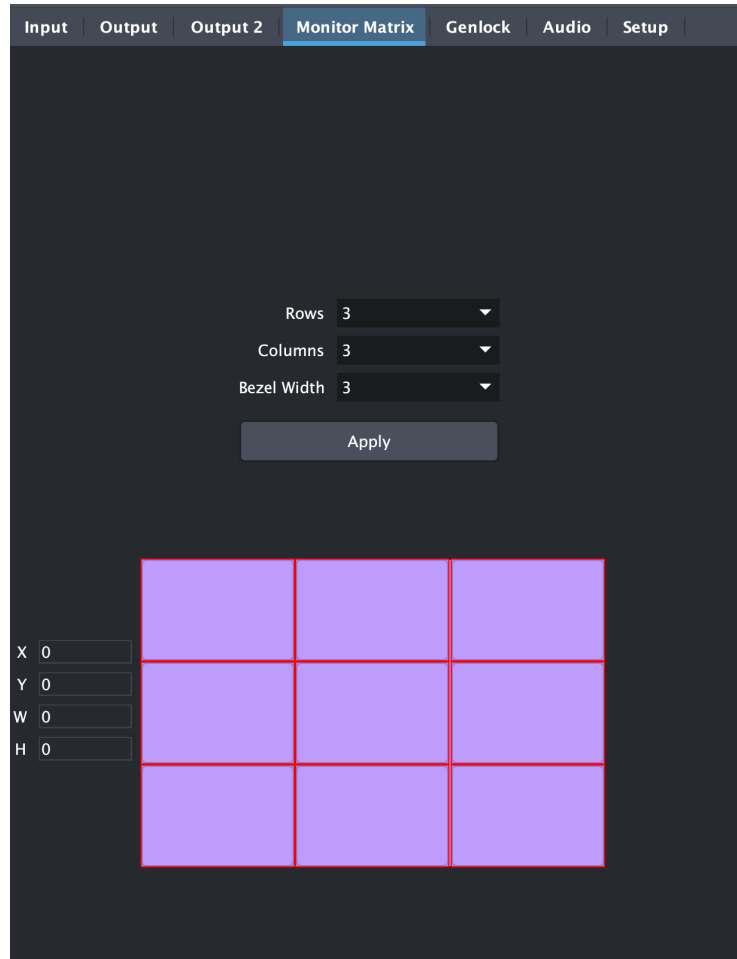 Input Output Output 2 Monitor Matrix Genlock Audio Setup
Rows 3
Columns 3
Bezel Width 3
Apply
X 0
Y 0
W 0
H 0